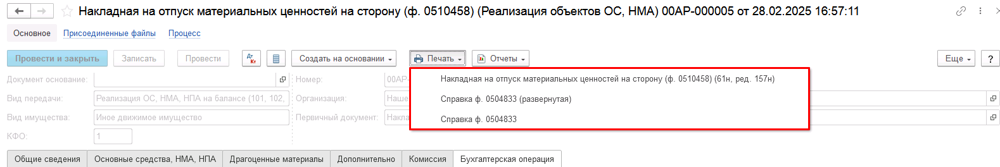 Накладная на отпуск материальных ценностей на сторону (ф. 0510458) (Реализация объектов ОС, НМА) 00АР-000005 от 28.02.2025 16:57:11
Основное Присоединенные файлы Процесс
Провести и закрыть Записать Провести Дт Кт Создать на основании Печать Отчеты Еще ?
Документ основание: Номер: 00АР- Накладная на отпуск материальных ценностей на сторону (ф. 0510458) (61н, ред. 157н)
Вид передачи: Реализация ОС, НМА, НПА на балансе (101, 102, Организация: Наше Справка ф. 0504833 (развернутая)
Вид имущества: Иное движимое имущество Первичный документ: Накла Справка ф. 0504833
КФО: 1
Общие сведения Основные средства, НМА, НПА Драгоценные материалы Дополнительно Комиссия Бухгалтерская операция